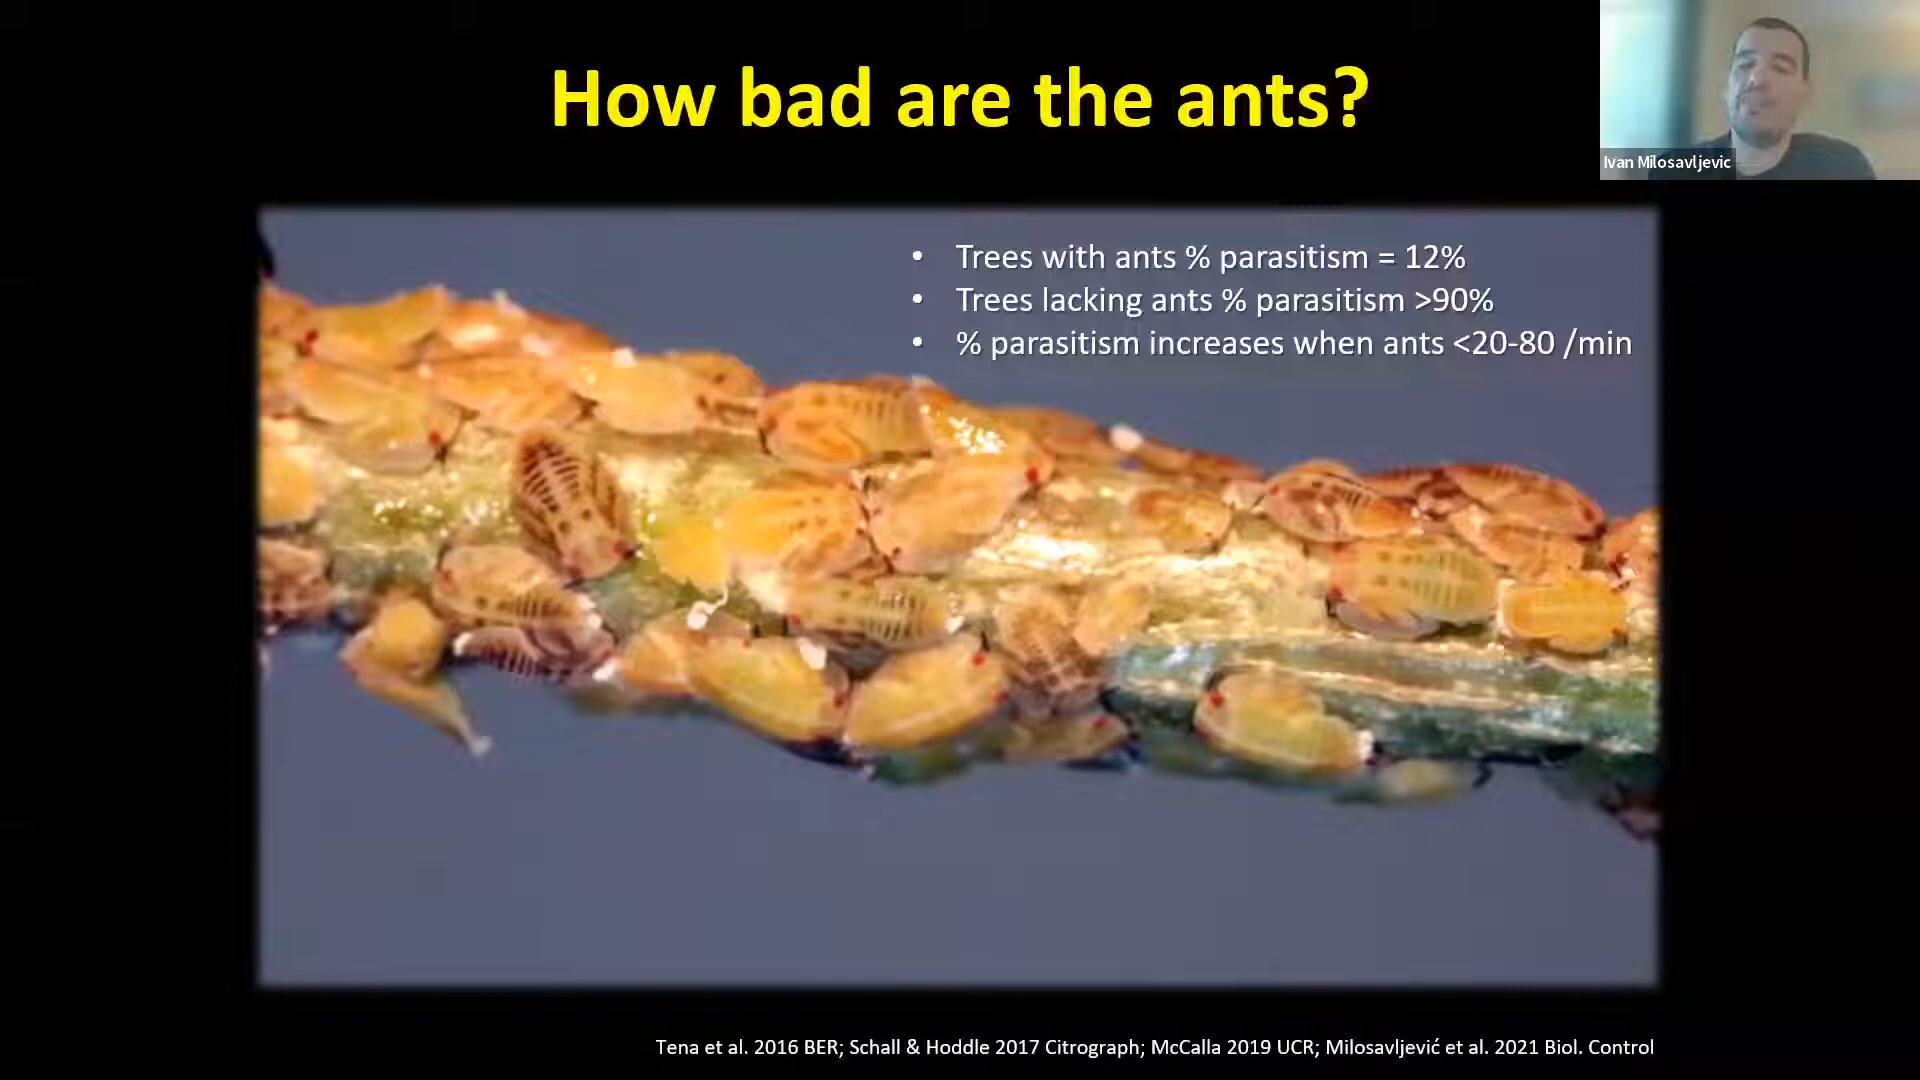 How bad are the ants?
Ivan Milosavljevic
• Trees with ants % parasitism = 12%
• Trees lacking ants % parasitism >90%
• % parasitism increases when ants <20-80 /min
Tena et al. 2016 BER; Schall & Hoddle 2017 Citrograph; McCalla 2019 UCR; Milosavljević et al. 2021 Biol. Control